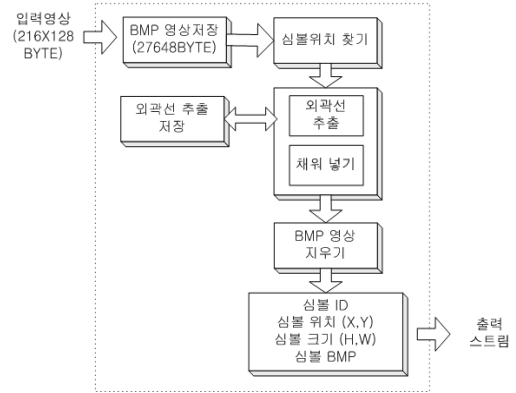 입력영상
(216X128
BYTE)
BMP 영상저장
(27648BYTE)
심볼위치 찾기
외곽선 추출
저장
외곽선
추출
채워 넣기
BMP 영상
지우기
심볼 ID
심볼 위치 (X,Y)
심볼 크기 (H,W)
심볼 BMP
출력
스트림